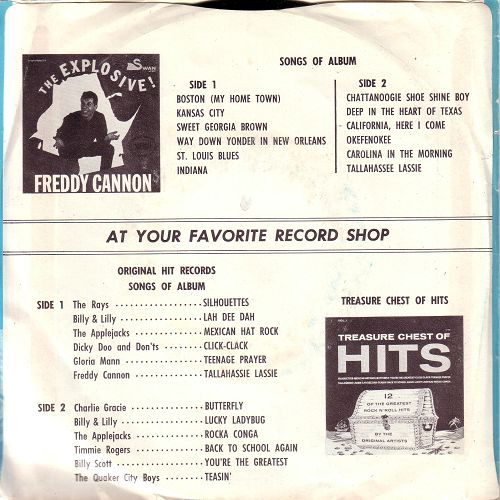 THE EXPLOSIVE!
SWAN
FREDDY CANNON
SONGS OF ALBUM
SIDE 1
BOSTON (MY HOME TOWN)
KANSAS CITY
SWEET GEORGIA BROWN
WAY DOWN YONDER IN NEW ORLEANS
ST. LOUIS BLUES
INDIANA
SIDE 2
CHATTANOOGIE SHOE SHINE BOY
DEEP IN THE HEART OF TEXAS
CALIFORNIA, HERE I COME
OKEFENOKEE
CAROLINA IN THE MORNING
TALLAHASSEE LASSIE
AT YOUR FAVORITE RECORD SHOP
ORIGINAL HIT RECORDS
SONGS OF ALBUM
SIDE 1 The Rays .................. SILHOUETTES
Billy & Lilly .................. LAH DEE DAH
The Applejacks .............. MEXICAN HAT ROCK
Dicky Doo and Don'ts ....... CLICK-CLACK
Gloria Mann ................. TEENAGE PRAYER
Freddy Cannon .............. TALLAHASSIE LASSIE
SIDE 2 Charlie Gracie .............. BUTTERFLY
Billy & Lilly .................. LUCKY LADYBUG
The Applejacks .............. ROCKA CONGA
Timmie Rogers .............. BACK TO SCHOOL AGAIN
Billy Scott .................. YOU'RE THE GREATEST
The Quaker City Boys ....... TEASIN'
TREASURE CHEST OF HITS
TREASURE CHEST OF
HITS
12
OF THE GREATEST
ROCK N' ROLL HITS
BY THE
ORIGINAL ARTISTS